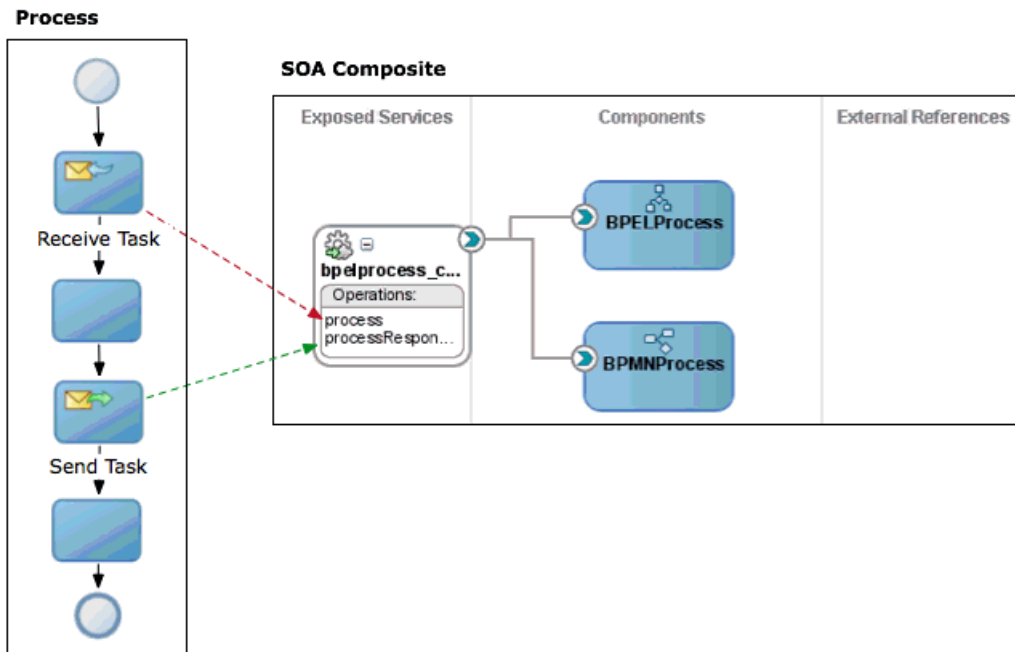 Process
SOA Composite
Exposed Services
Components
External References
Receive Task
BPELProcess
bpelprocess_c...
Operations:
process
processRespon...
BPMNProcess
Send Task